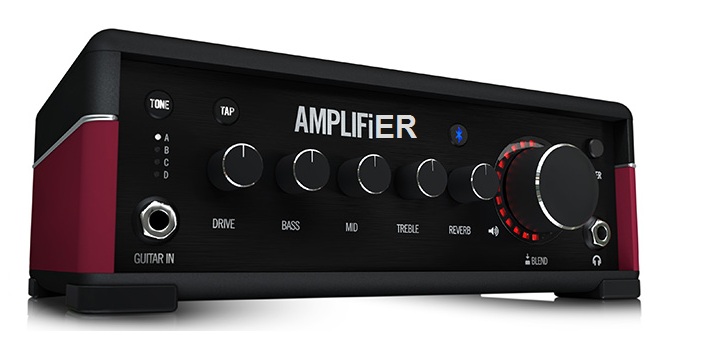 TONE
TAP
AMPLIFiER
A
B
C
D
DRIVE
BASS
MID
TREBLE
REVERB
GUITAR IN
BLEND